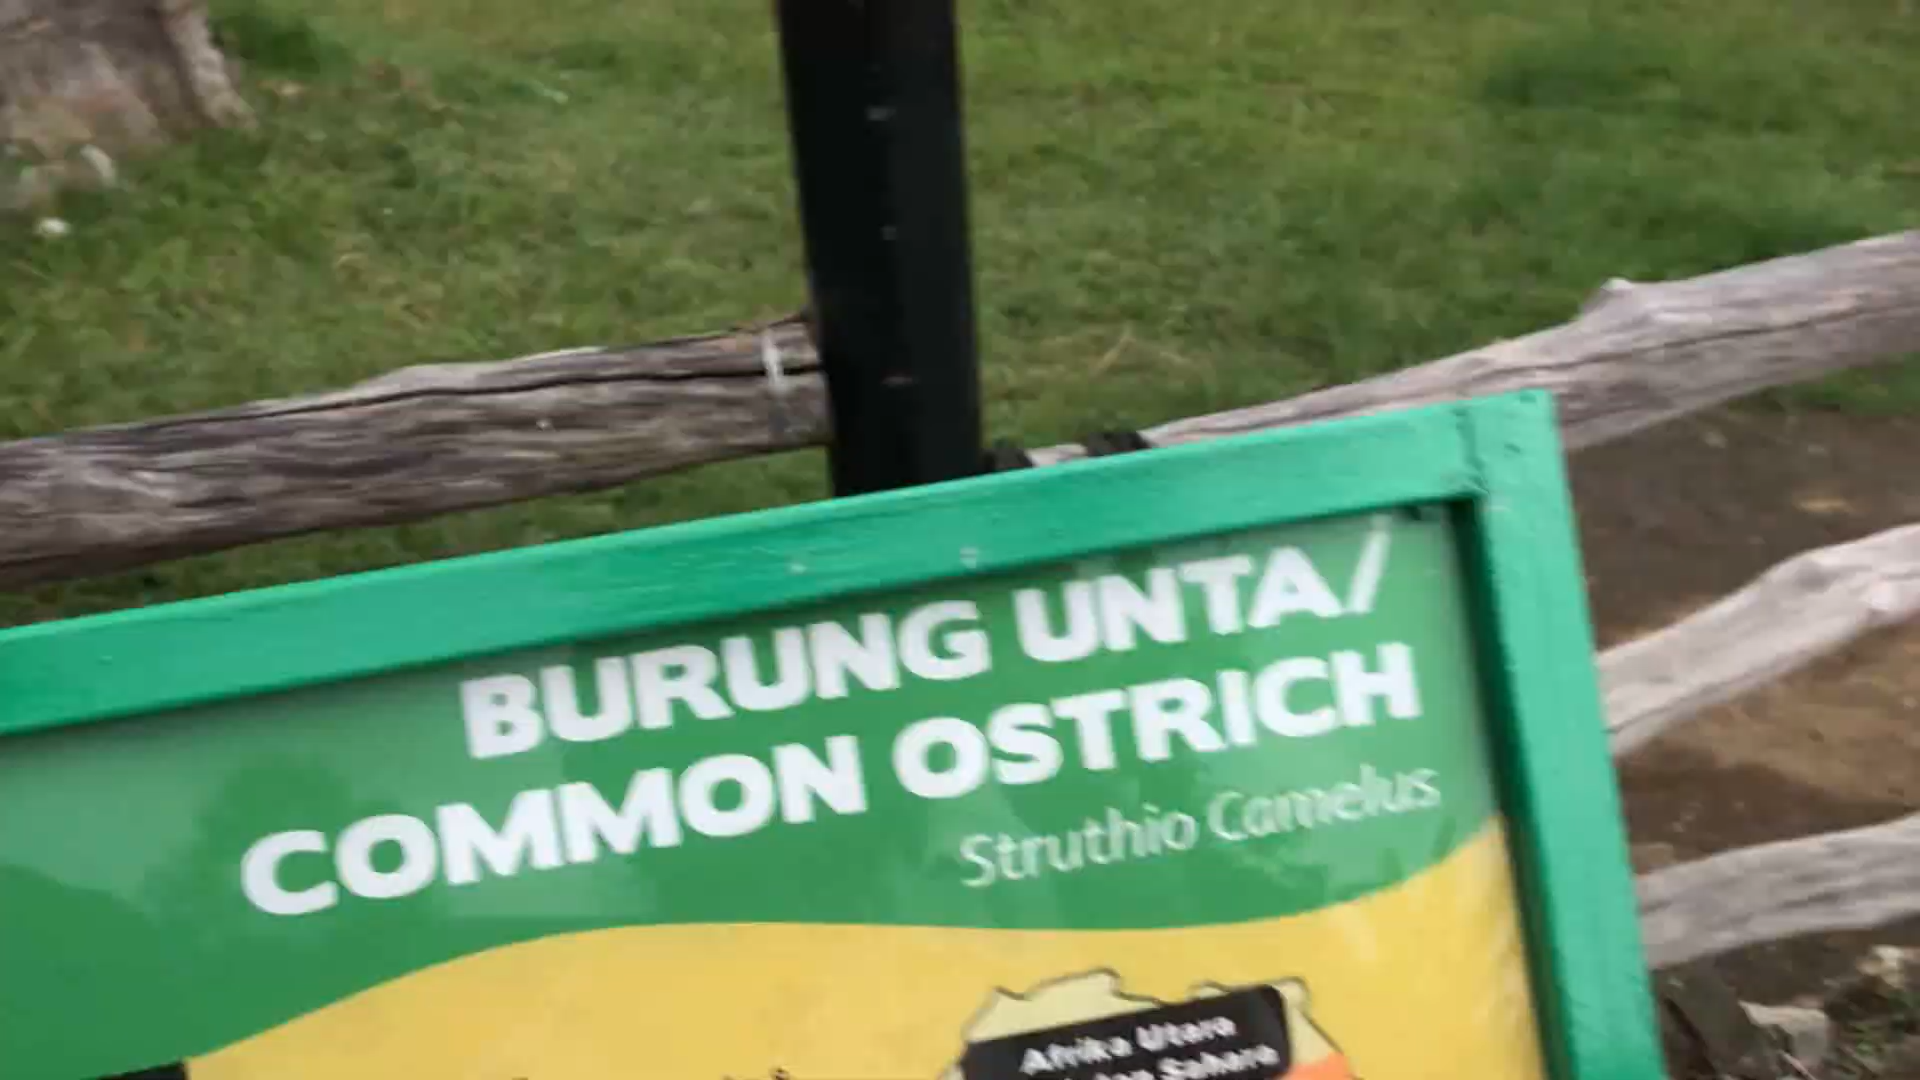 BURUNG UNTA/
COMMON OSTRICH
Struthio Camelus
Afrika Utara
Sahara